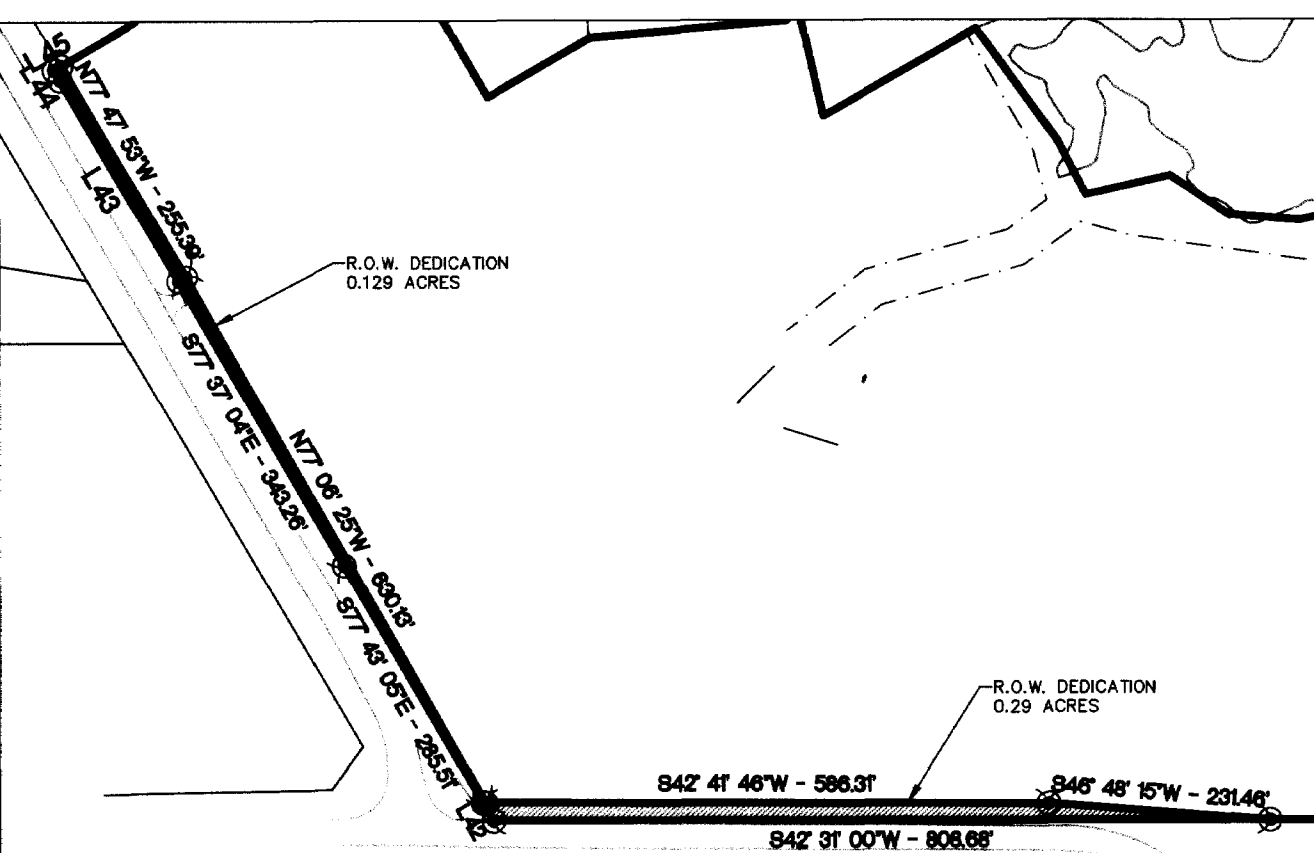 L45
L44
N77° 47' 53"W - 255.39'
L43
R.O.W. DEDICATION
0.129 ACRES
S77° 37' 04"E - 343.26'
N77° 06' 25"W - 630.13'
S77° 43' 05"E - 285.51'
R.O.W. DEDICATION
0.29 ACRES
S42° 41' 46"W - 586.31'
S46° 48' 15"W - 231.46'
L42
S42° 31' 00"W - 808.68'